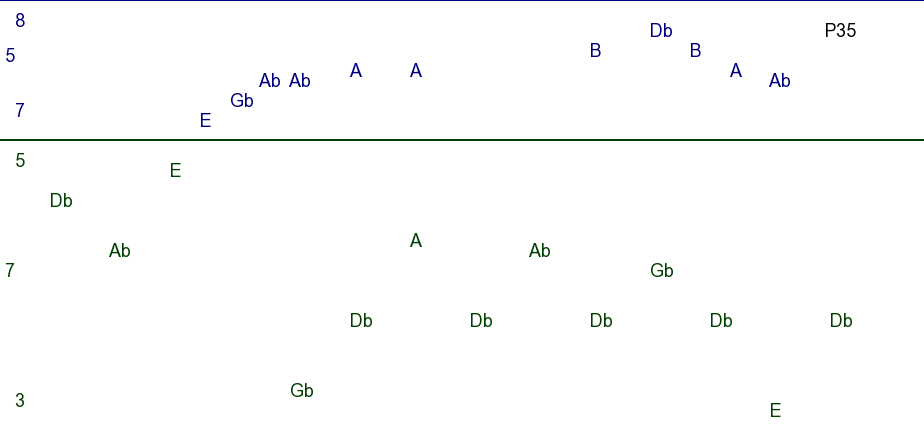 8
Db P35
5 B B
A A A
Ab Ab Ab
Gb
7
E
5
E
Db
A
Ab Ab
7 Gb
Db Db Db Db Db
Gb
3
E